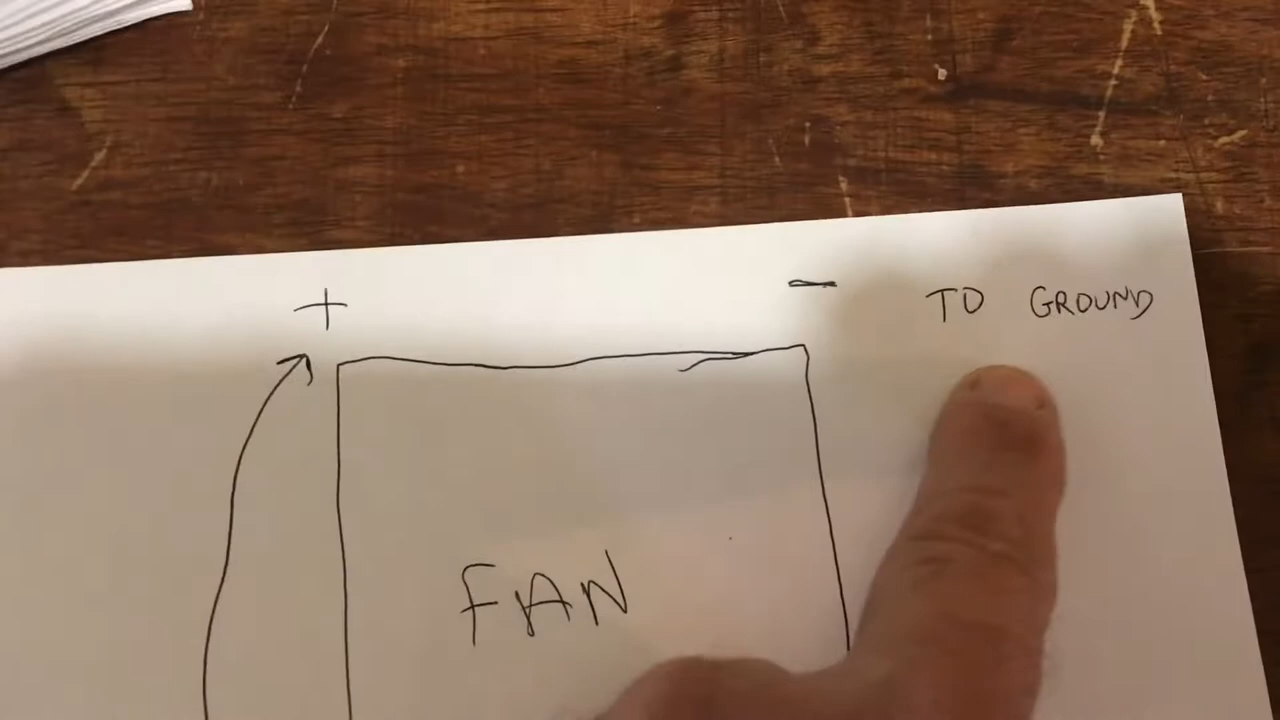 + − TO GROUND
FAN